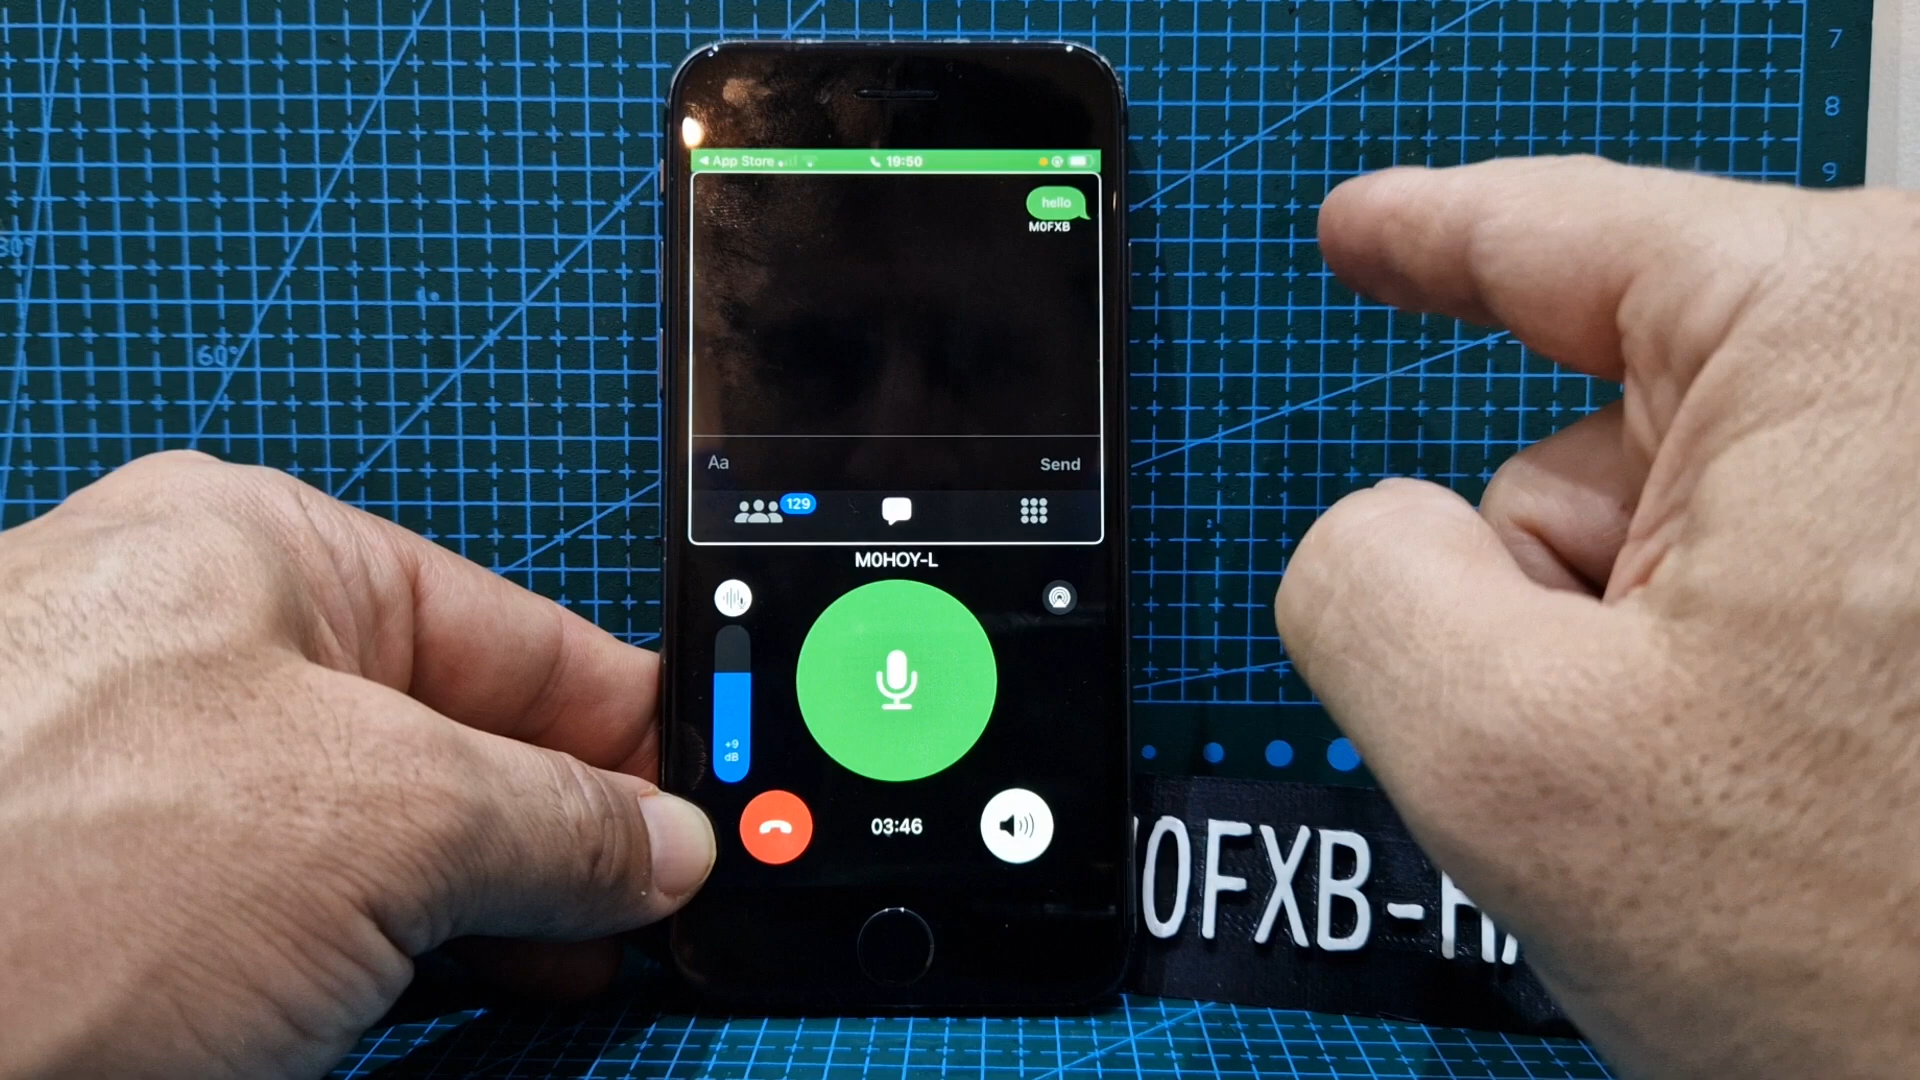 7
8
9
App Store 19:50
hello
M0FXB
30°
60°
Aa Send
129
M0HOY-L
+9
dB
03:46
0FXB-H